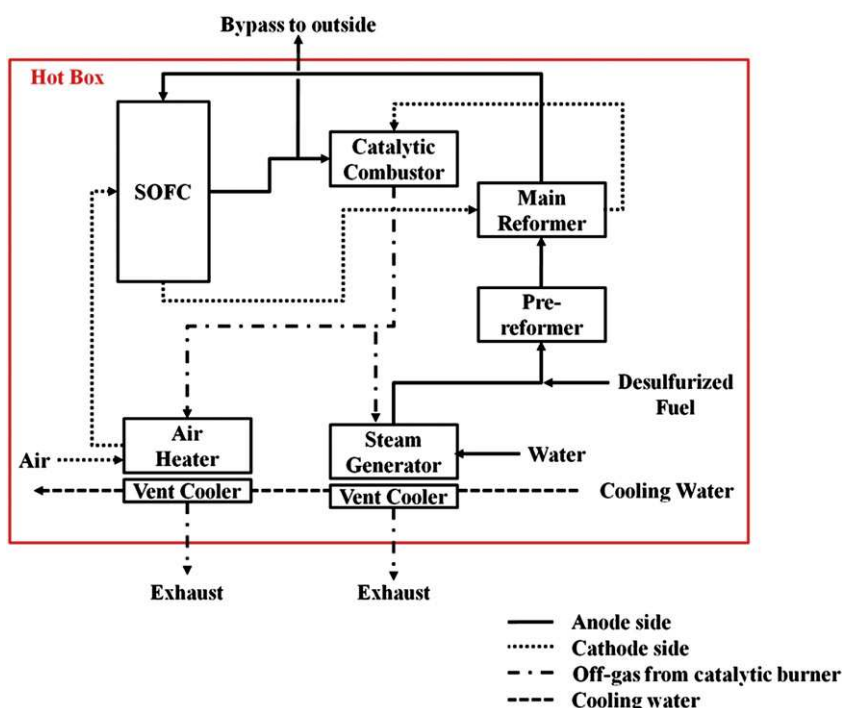 Bypass to outside
Hot Box
SOFC
Catalytic
Combustor
Main
Reformer
Pre-
reformer
Desulfurized
Fuel
Air
Heater
Steam
Generator
Air
Water
Vent Cooler
Vent Cooler
Cooling Water
Exhaust
Exhaust
Anode side
Cathode side
Off-gas from catalytic burner
Cooling water